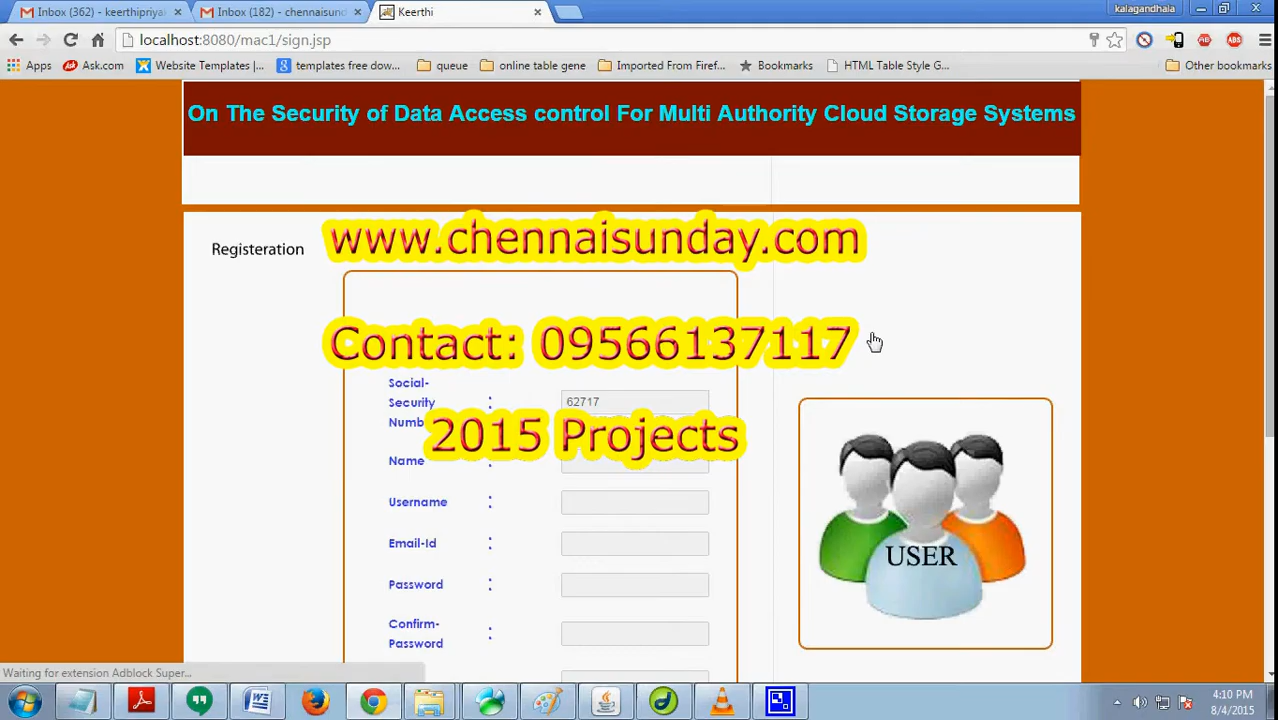 Inbox (362) - keerthipriya
Inbox (182) - chennaisund
Keerthi
kalagandhala
localhost:8080/mac1/sign.jsp
Apps
Ask.com
Website Templates |...
templates free dow...
queue
online table gene
Imported From Firef...
Bookmarks
HTML Table Style G...
Other bookmarks
On The Security of Data Access control For Multi Authority Cloud Storage Systems
www.chennaisunday.com
Registeration
Contact: 09566137117
Social-
Security : 62717
2015 Projects
Name :
Username :
Email-Id :
Password :
Confirm-
Password :
USER
Waiting for extension Adblock Super...
4:10 PM
8/4/2015